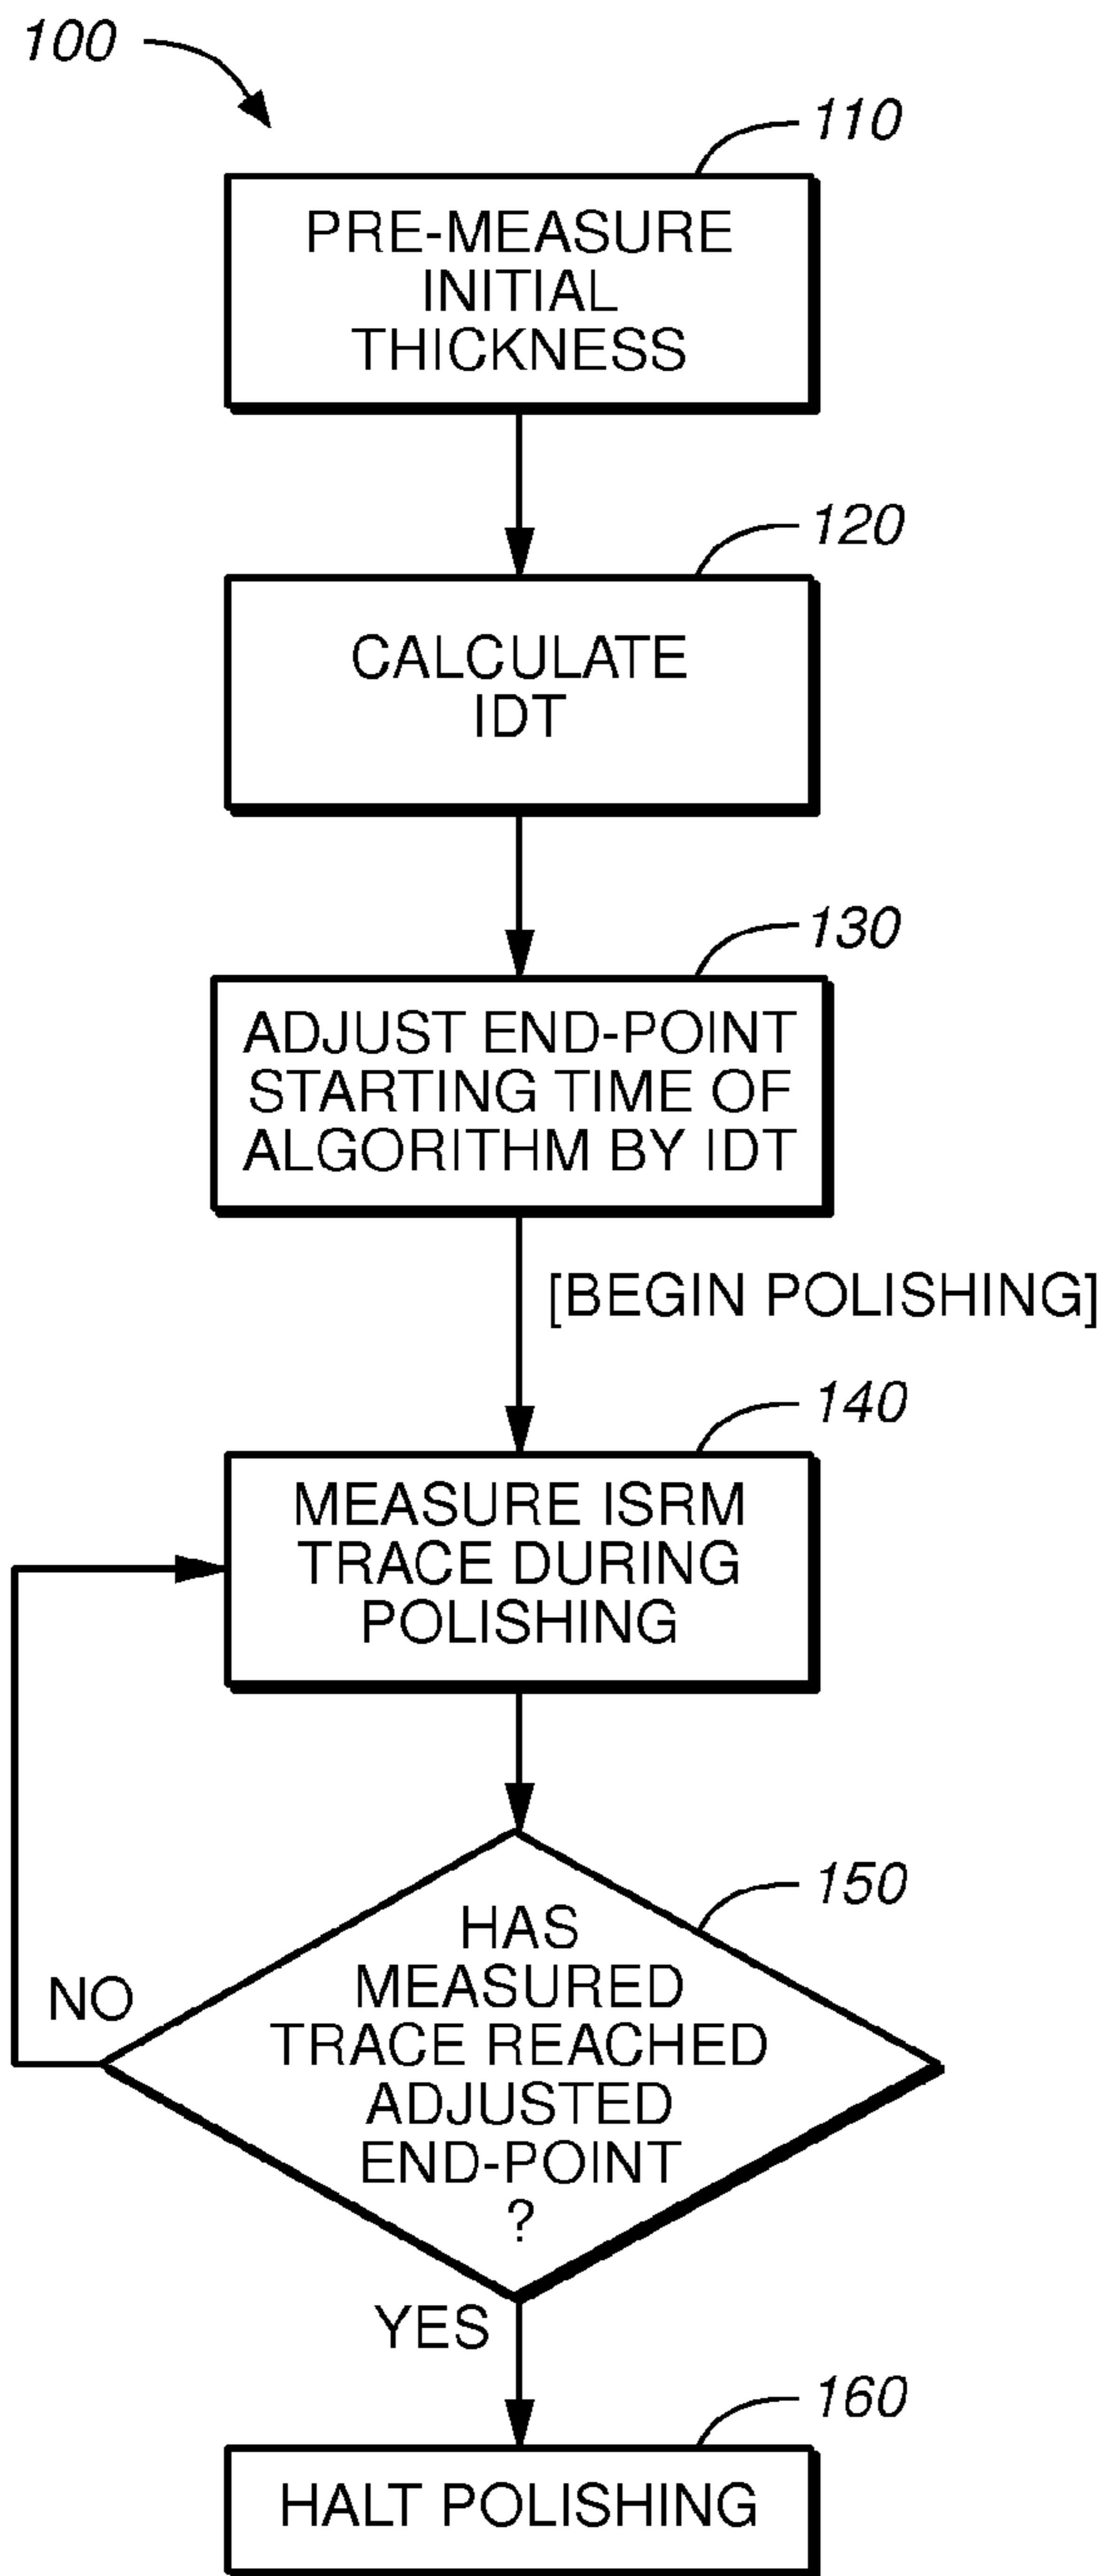 100
110
PRE-MEASURE
INITIAL
THICKNESS
120
CALCULATE
IDT
130
ADJUST END-POINT
STARTING TIME OF
ALGORITHM BY IDT
[BEGIN POLISHING]
140
MEASURE ISRM
TRACE DURING
POLISHING
150
HAS
MEASURED
TRACE REACHED
ADJUSTED
END-POINT
?
NO
YES
160
HALT POLISHING